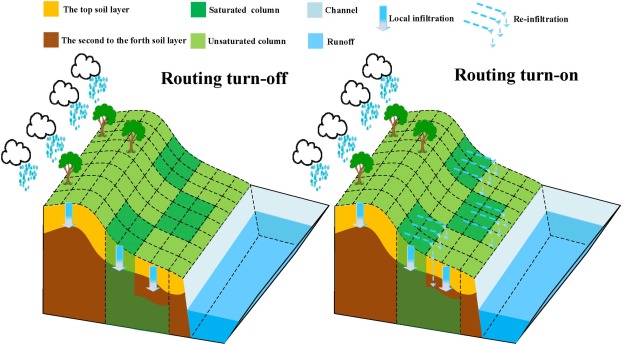 The top soil layer
Saturated column
Channel
Local infiltration
Re-infiltration
The second to the forth soil layer
Unsaturated column
Runoff
Routing turn-off
Routing turn-on